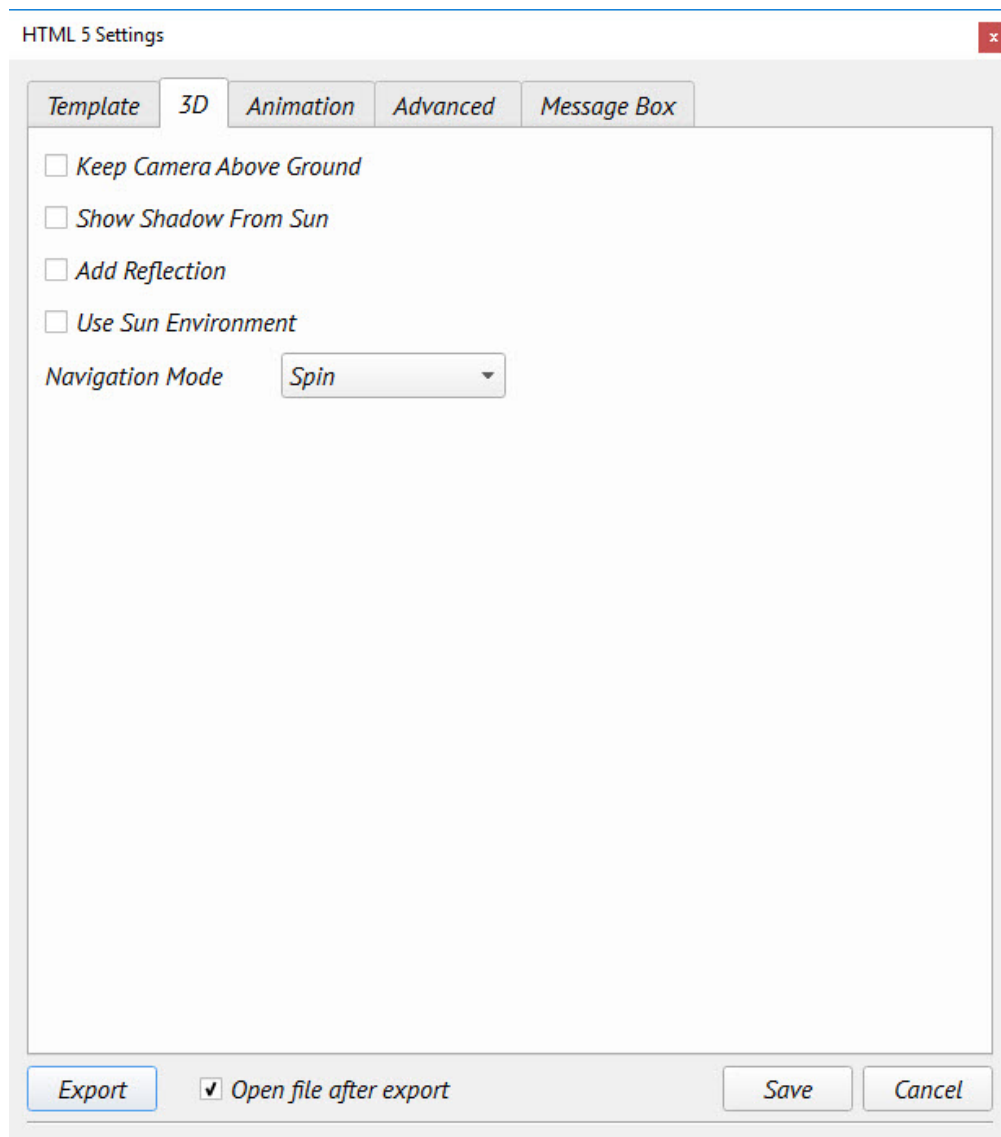 HTML 5 Settings
x
Template 3D Animation Advanced Message Box
Keep Camera Above Ground
Show Shadow From Sun
Add Reflection
Use Sun Environment
Navigation Mode Spin
Export Open file after export Save Cancel